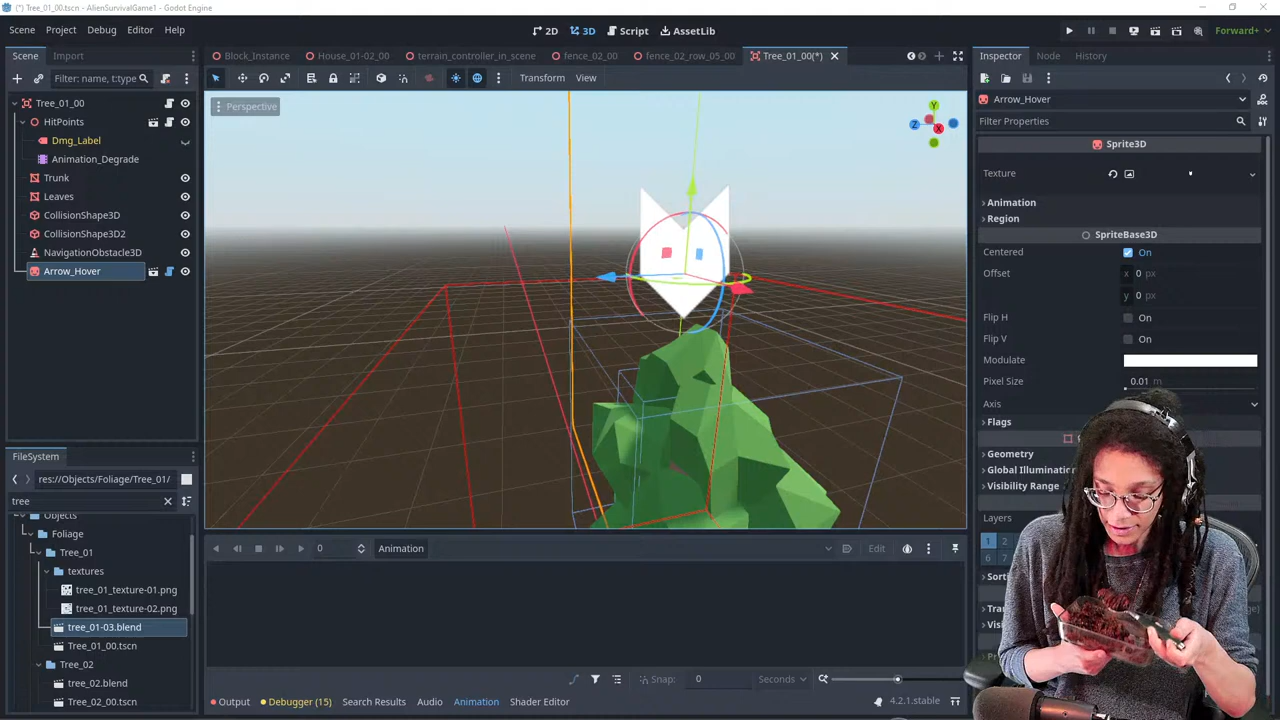 (*) Tree_01_00.tscn - AlienSurvivalGame1 - Godot Engine
Scene Project Debug Editor Help
2D 3D Script AssetLib
Forward+
Scene Import
Block_Instance House_01-02_00 terrain_controller_in_scene fence_02_00 fence_02_row_05_00 Tree_01_00(*)
Inspector Node History
Filter: name, t:type
Transform View
Perspective
Y
Z
X
Tree_01_00
HitPoints
Dmg_Label
Animation_Degrade
Trunk
Leaves
CollisionShape3D
CollisionShape3D2
NavigationObstacle3D
Arrow_Hover
Arrow_Hover
Filter Properties
Sprite3D
Texture
Animation
Region
SpriteBase3D
Centered On
Offset x 0 px
y 0 px
Flip H On
Flip V On
Modulate
Pixel Size 0.01 m
Axis
Flags
Geometry
Global Illumination
Visibility Range
Layers
1 2
6 7
FileSystem
res://Objects/Foliage/Tree_01/
tree
Objects
Foliage
Tree_01
textures
tree_01_texture-01.png
tree_01_texture-02.png
tree_01-03.blend
Tree_01_00.tscn
Tree_02
tree_02.blend
Tree_02_00.tscn
0 Animation Edit
Snap: 0 Seconds
Output Debugger (15) Search Results Audio Animation Shader Editor
4.2.1.stable